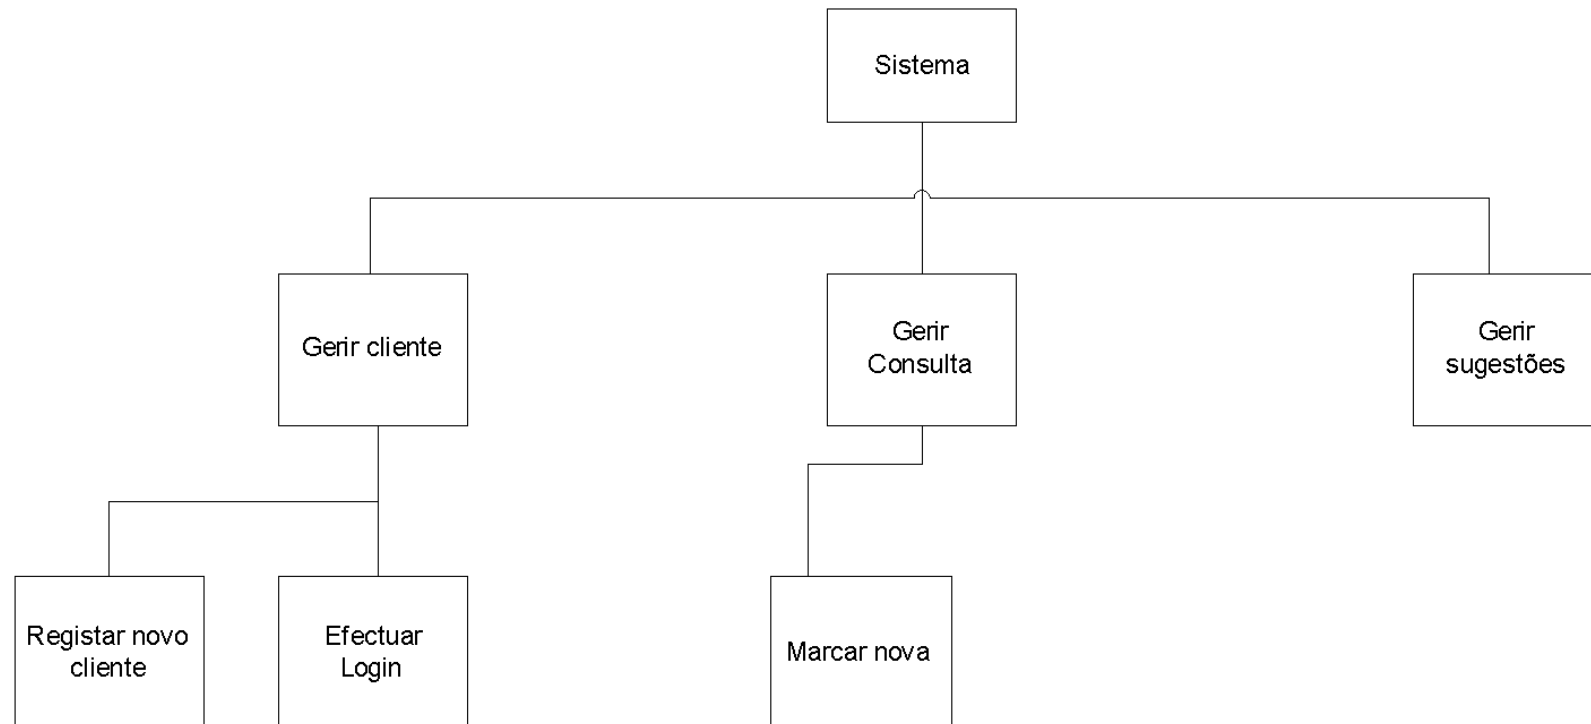 Sistema
Gerir cliente
Gerir
Consulta
Gerir
sugestões
Registar novo
cliente
Efectuar
Login
Marcar nova